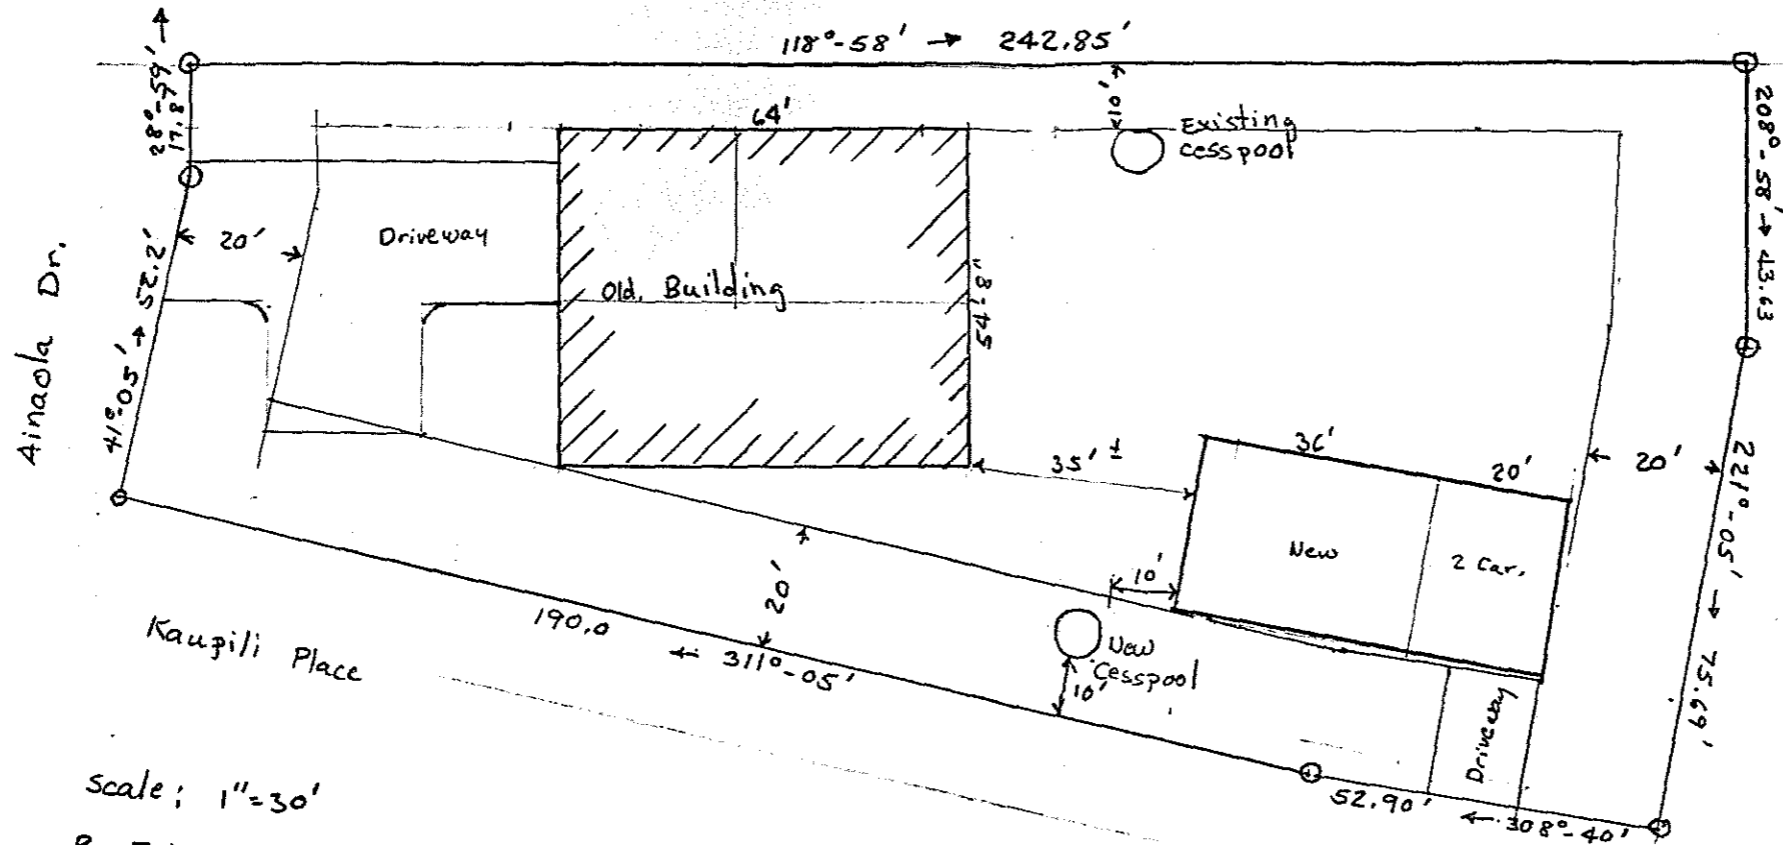 118°-58' → 242.85'
28°-59'
17.8
10'
Existing
cesspool
208°-58' → 43.63
64'
20'
Driveway
Old. Building
54'-8"
Ainaola Dr.
41°-05' → 52.2'
35' ±
36'
20'
20'
221°-05' → 75.69'
New
2 Car.
10'
20'
190.0
← 311°-05'
New
Cesspool
10'
Kaupili Place
Driveway
52.90'
← 308°-40'
Scale; 1"=30'